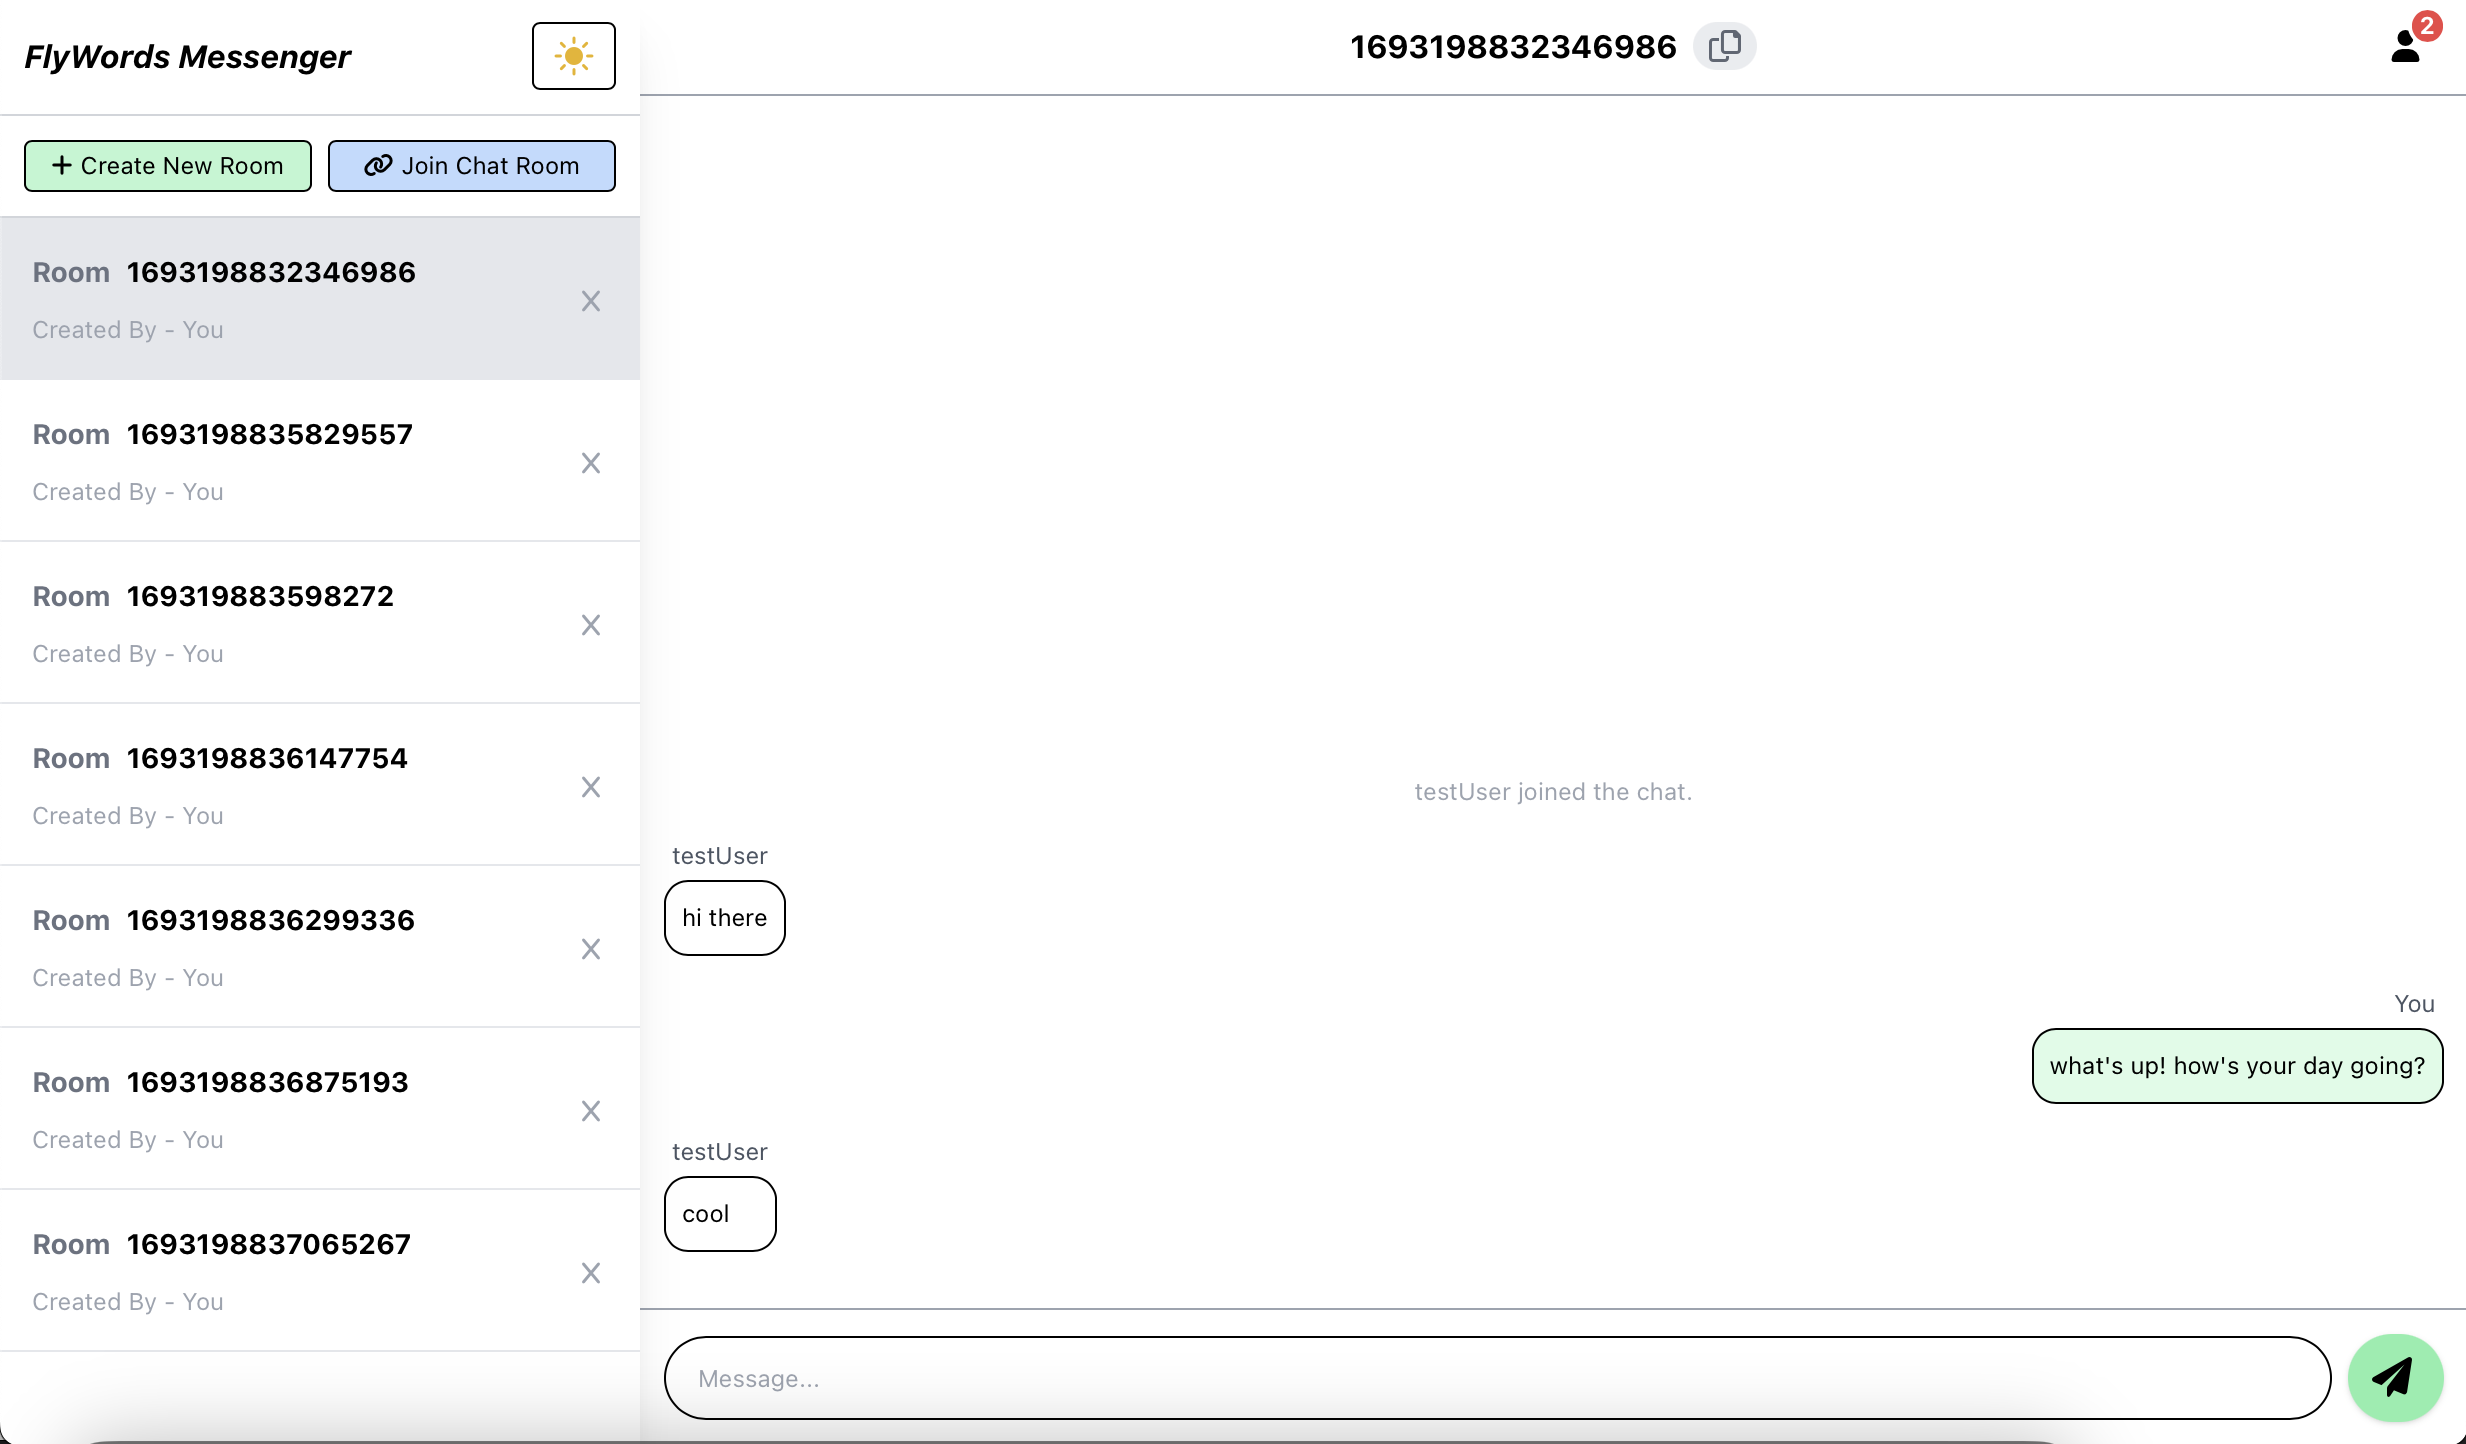 FlyWords Messenger
Create New Room
Join Chat Room
Room 1693198832346986
Created By - You
Room 1693198835829557
Created By - You
Room 169319883598272
Created By - You
Room 1693198836147754
Created By - You
Room 1693198836299336
Created By - You
Room 1693198836875193
Created By - You
Room 1693198837065267
Created By - You
1693198832346986
2
testUser joined the chat.
testUser
hi there
You
what's up! how's your day going?
testUser
cool
Message...